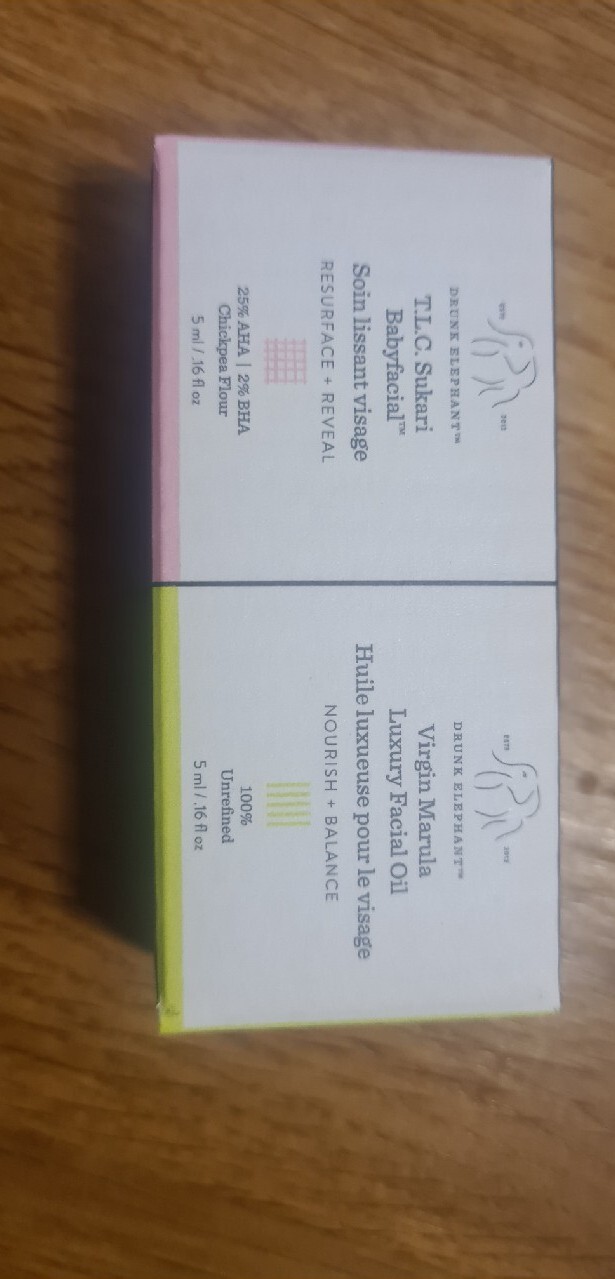 DRUNK ELEPHANT™
T.L.C. Sukari
Babyfacial™
Soin lissant visage
RESURFACE + REVEAL
25% AHA | 2% BHA
Chickpea Flour
5 ml / .16 fl oz
DRUNK ELEPHANT™
Virgin Marula
Luxury Facial Oil
Huile luxueuse pour le visage
NOURISH + BALANCE
100%
Unrefined
5 ml / .16 fl oz